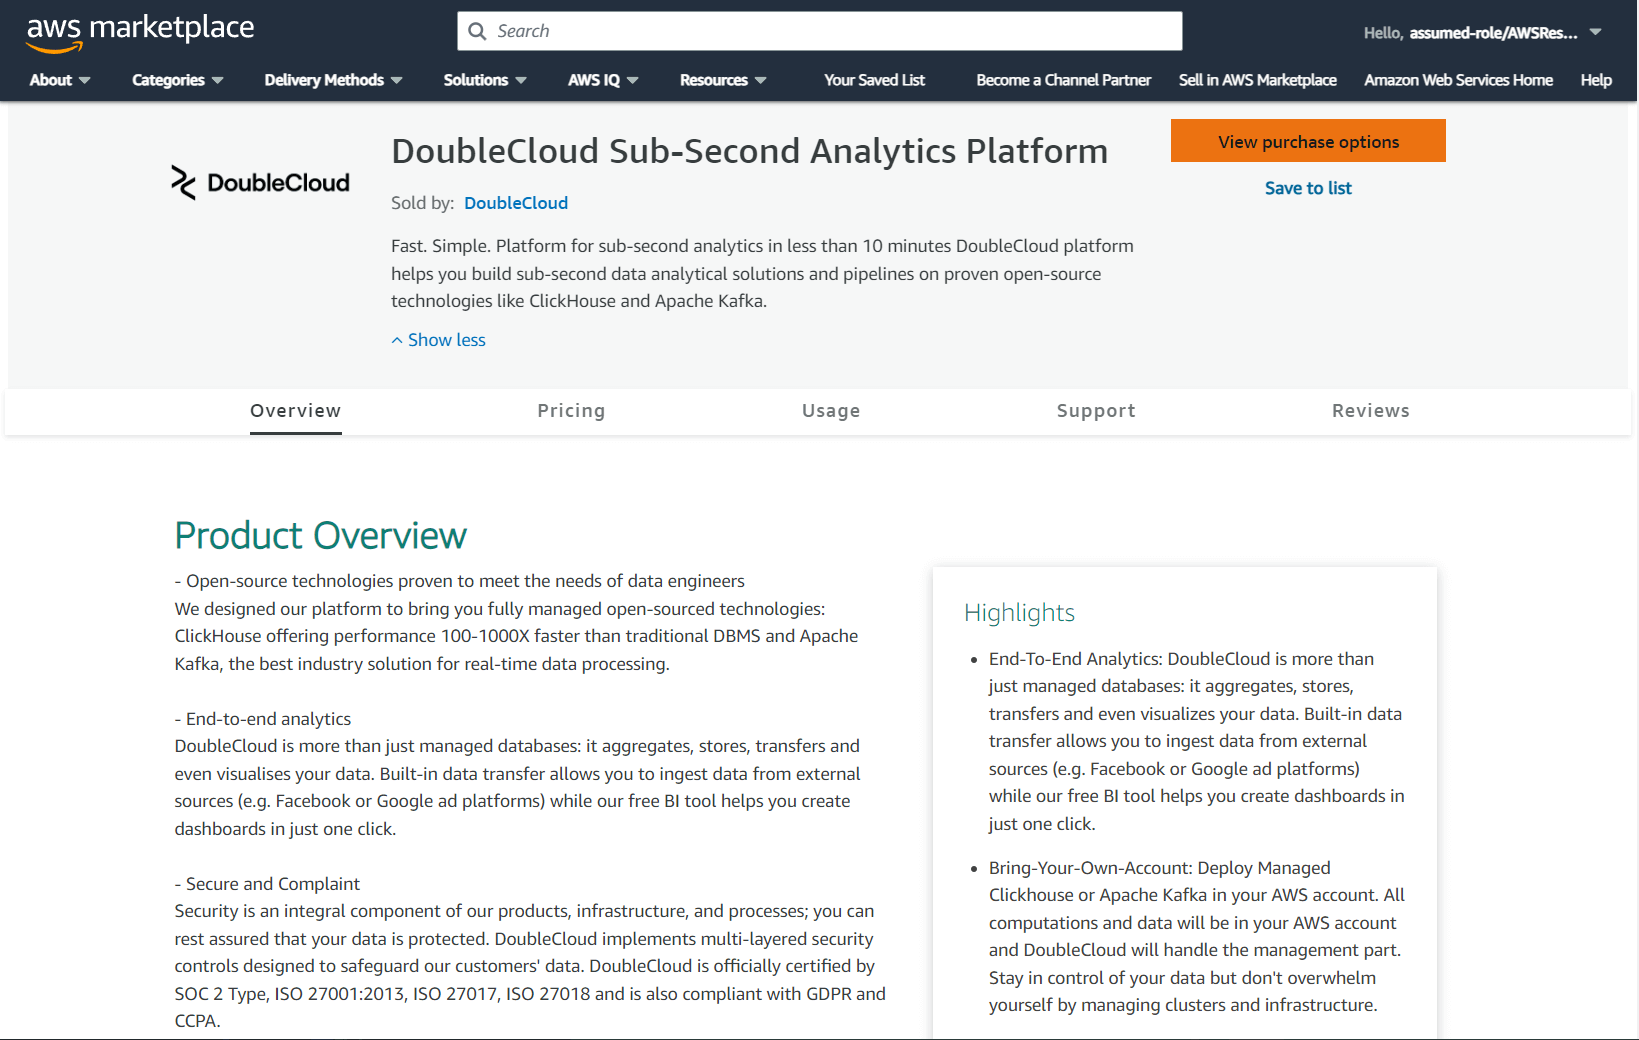 aws marketplace
Search
Hello, assumed-role/AWSRes...
About
Categories
Delivery Methods
Solutions
AWS IQ
Resources
Your Saved List
Become a Channel Partner
Sell in AWS Marketplace
Amazon Web Services Home
Help
DoubleCloud
DoubleCloud Sub-Second Analytics Platform
Sold by: DoubleCloud
Fast. Simple. Platform for sub-second analytics in less than 10 minutes DoubleCloud platform
helps you build sub-second data analytical solutions and pipelines on proven open-source
technologies like ClickHouse and Apache Kafka.
Show less
View purchase options
Save to list
Overview
Pricing
Usage
Support
Reviews
Product Overview
- Open-source technologies proven to meet the needs of data engineers
We designed our platform to bring you fully managed open-sourced technologies:
ClickHouse offering performance 100-1000X faster than traditional DBMS and Apache
Kafka, the best industry solution for real-time data processing.
- End-to-end analytics
DoubleCloud is more than just managed databases: it aggregates, stores, transfers and
even visualises your data. Built-in data transfer allows you to ingest data from external
sources (e.g. Facebook or Google ad platforms) while our free BI tool helps you create
dashboards in just one click.
- Secure and Complaint
Security is an integral component of our products, infrastructure, and processes; you can
rest assured that your data is protected. DoubleCloud implements multi-layered security
controls designed to safeguard our customers' data. DoubleCloud is officially certified by
SOC 2 Type, ISO 27001:2013, ISO 27017, ISO 27018 and is also compliant with GDPR and
CCPA.
Highlights
• End-To-End Analytics: DoubleCloud is more than
just managed databases: it aggregates, stores,
transfers and even visualizes your data. Built-in data
transfer allows you to ingest data from external
sources (e.g. Facebook or Google ad platforms)
while our free BI tool helps you create dashboards in
just one click.
• Bring-Your-Own-Account: Deploy Managed
Clickhouse or Apache Kafka in your AWS account. All
computations and data will be in your AWS account
and DoubleCloud will handle the management part.
Stay in control of your data but don't overwhelm
yourself by managing clusters and infrastructure.